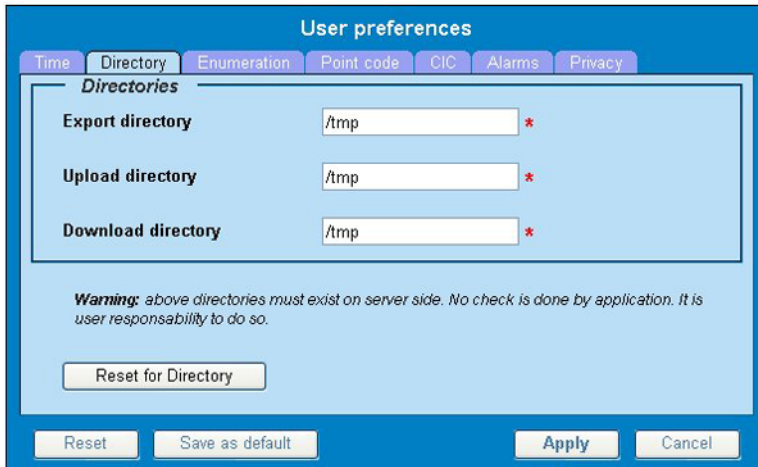 User preferences
Time Directory Enumeration Point code CIC Alarms Privacy
Directories
Export directory /tmp *
Upload directory /tmp *
Download directory /tmp *
Warning: above directories must exist on server side. No check is done by application. It is
user responsability to do so.
Reset for Directory
Reset Save as default Apply Cancel